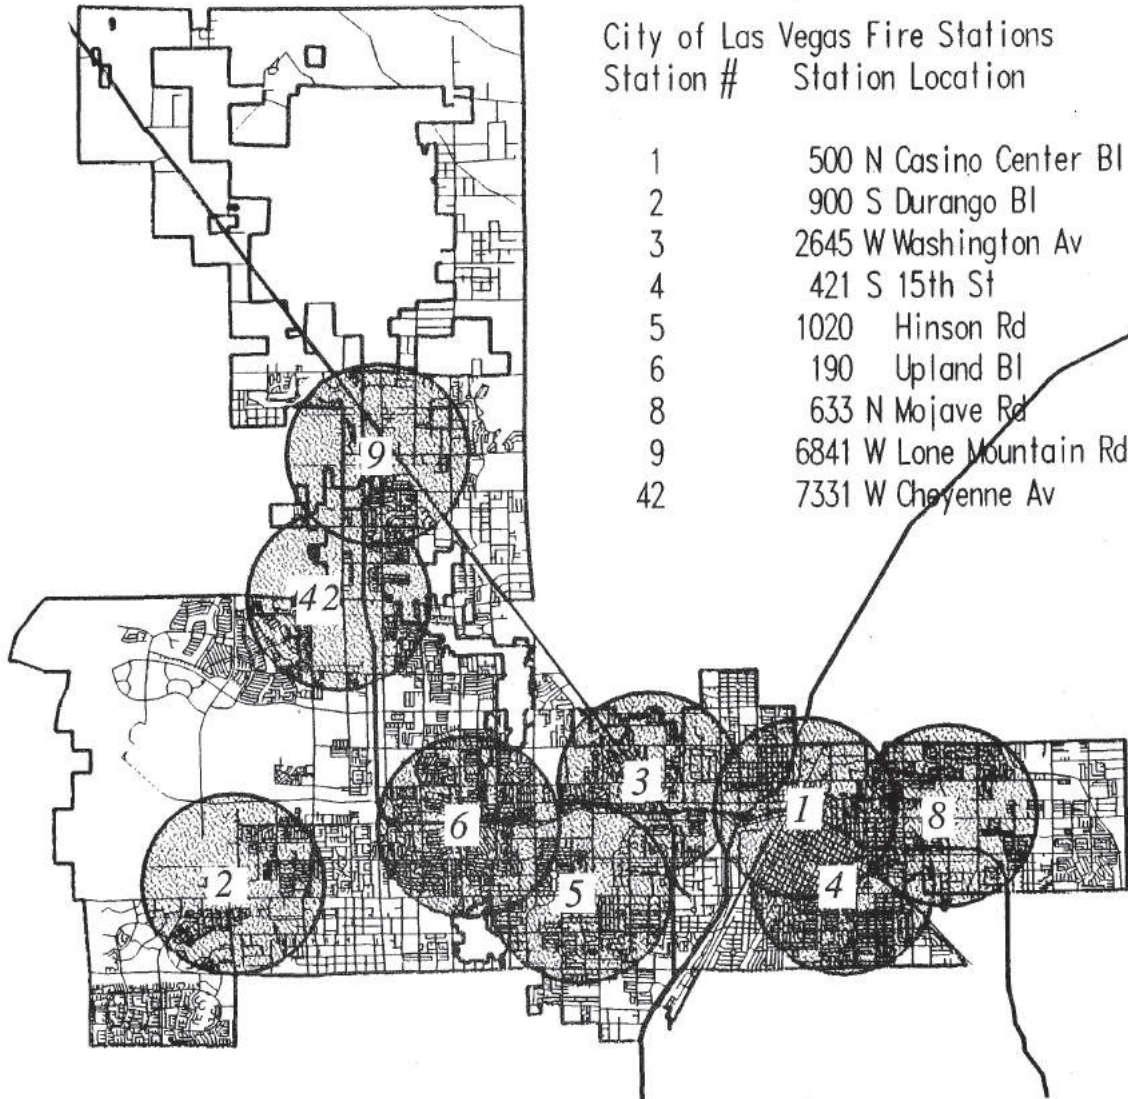 City of Las Vegas Fire Stations
Station # Station Location
1 500 N Casino Center Bl
2 900 S Durango Bl
3 2645 W Washington Av
4 421 S 15th St
5 1020 Hinson Rd
6 190 Upland Bl
8 633 N Mojave Rd
9 6841 W Lone Mountain Rd
42 7331 W Cheyenne Av
9
42
3
1
8
6
2
5
4